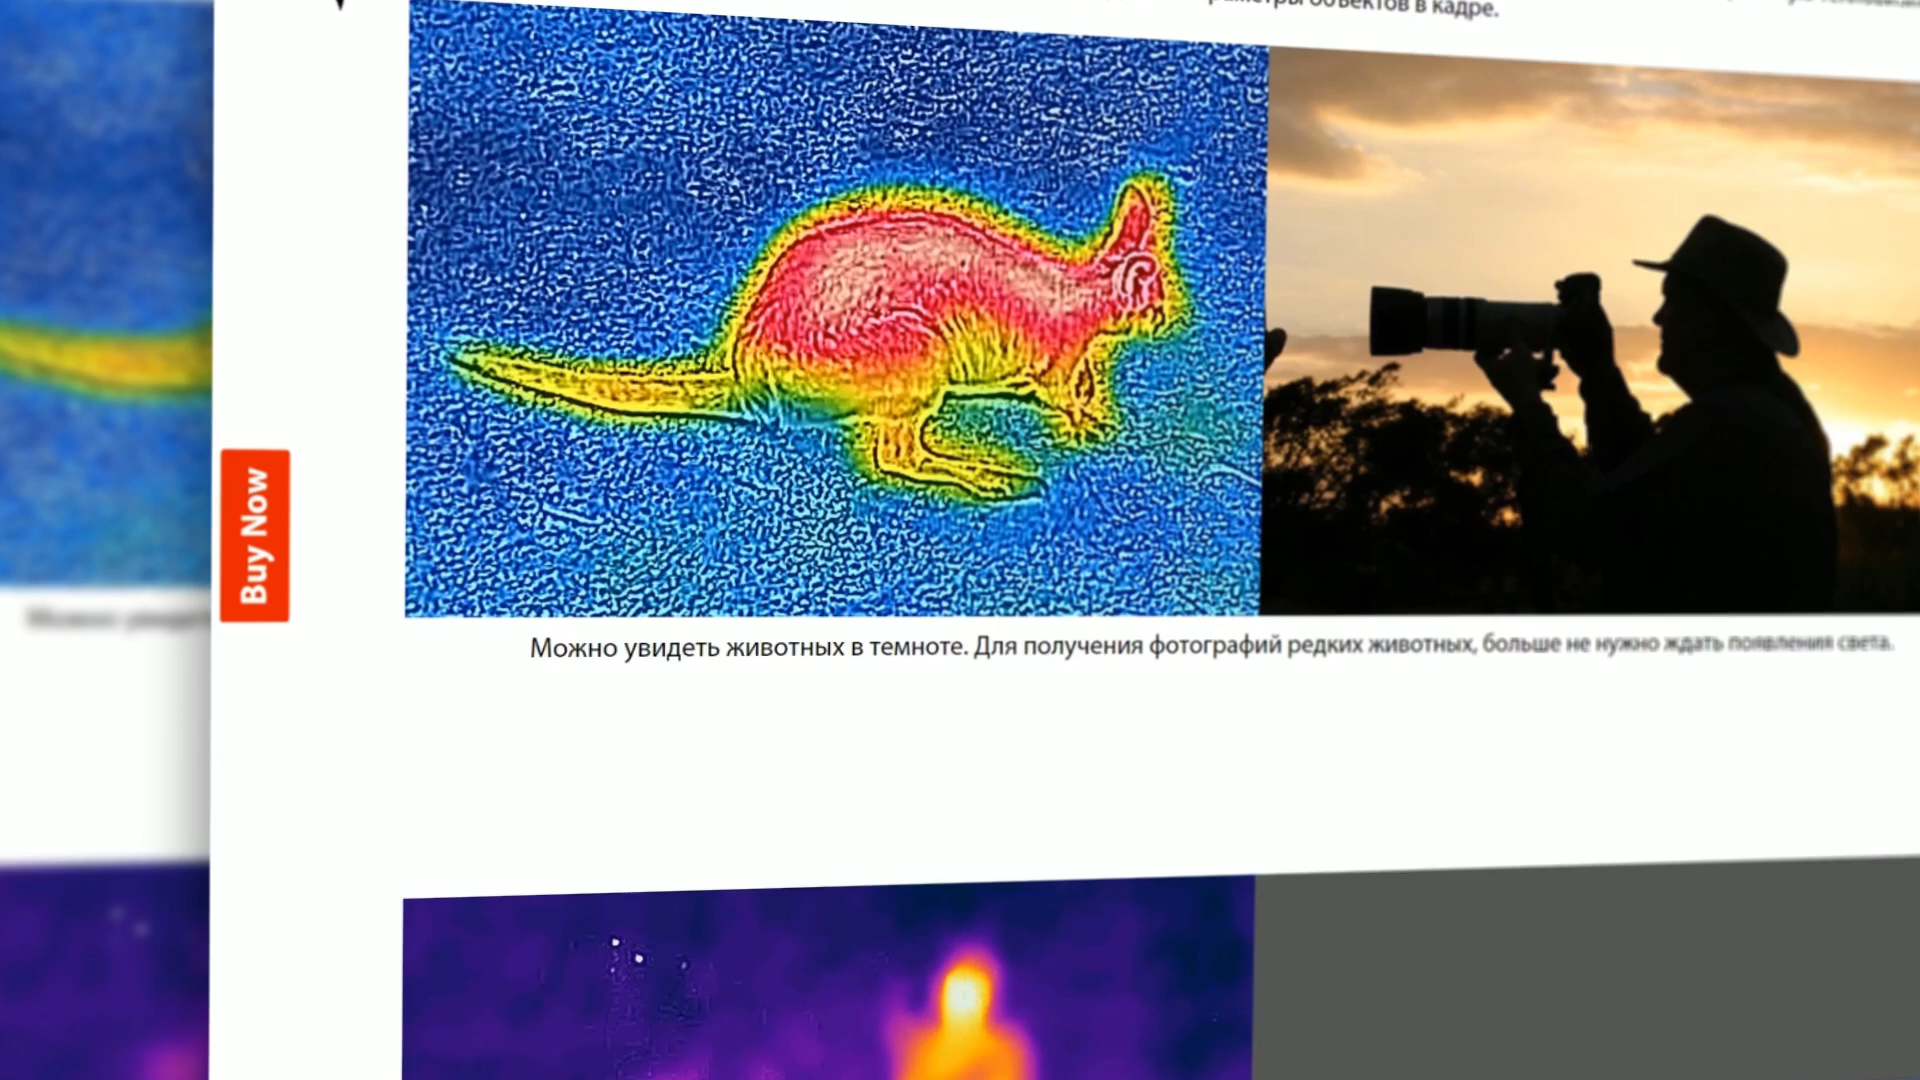 объектов в кадре.
Buy Now
Можно увидеть животных в темноте. Для получения фотографий редких животных, больше не нужно ждать появления света.